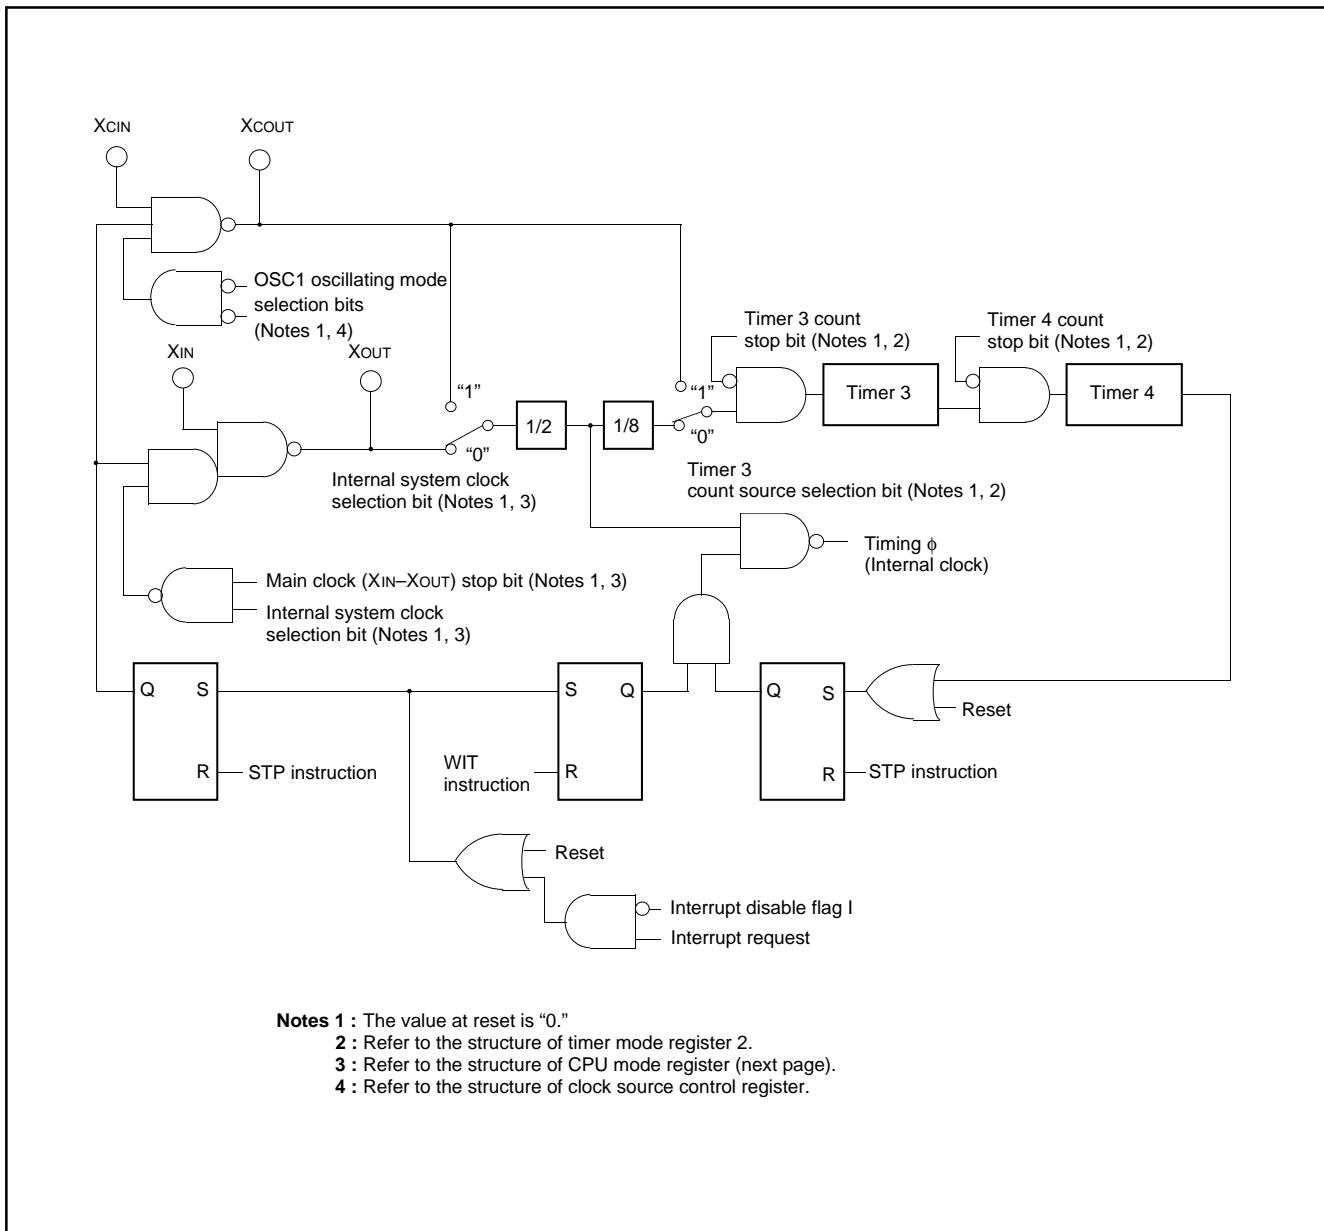 XCIN
XCOUT
OSC1 oscillating mode
selection bits
(Notes 1, 4)
XIN
XOUT
“1”
“0”
Internal system clock
selection bit (Notes 1, 3)
1/2
1/8
“1”
“0”
Timer 3 count
stop bit (Notes 1, 2)
Timer 3
Timer 4 count
stop bit (Notes 1, 2)
Timer 4
Timer 3
count source selection bit (Notes 1, 2)
Timing ϕ
(Internal clock)
Main clock (XIN–XOUT) stop bit (Notes 1, 3)
Internal system clock
selection bit (Notes 1, 3)
Q
S
R
STP instruction
WIT
instruction
S
Q
R
Q
S
R
Reset
STP instruction
Reset
Interrupt disable flag I
Interrupt request
Notes 1 : The value at reset is “0.”
2 : Refer to the structure of timer mode register 2.
3 : Refer to the structure of CPU mode register (next page).
4 : Refer to the structure of clock source control register.